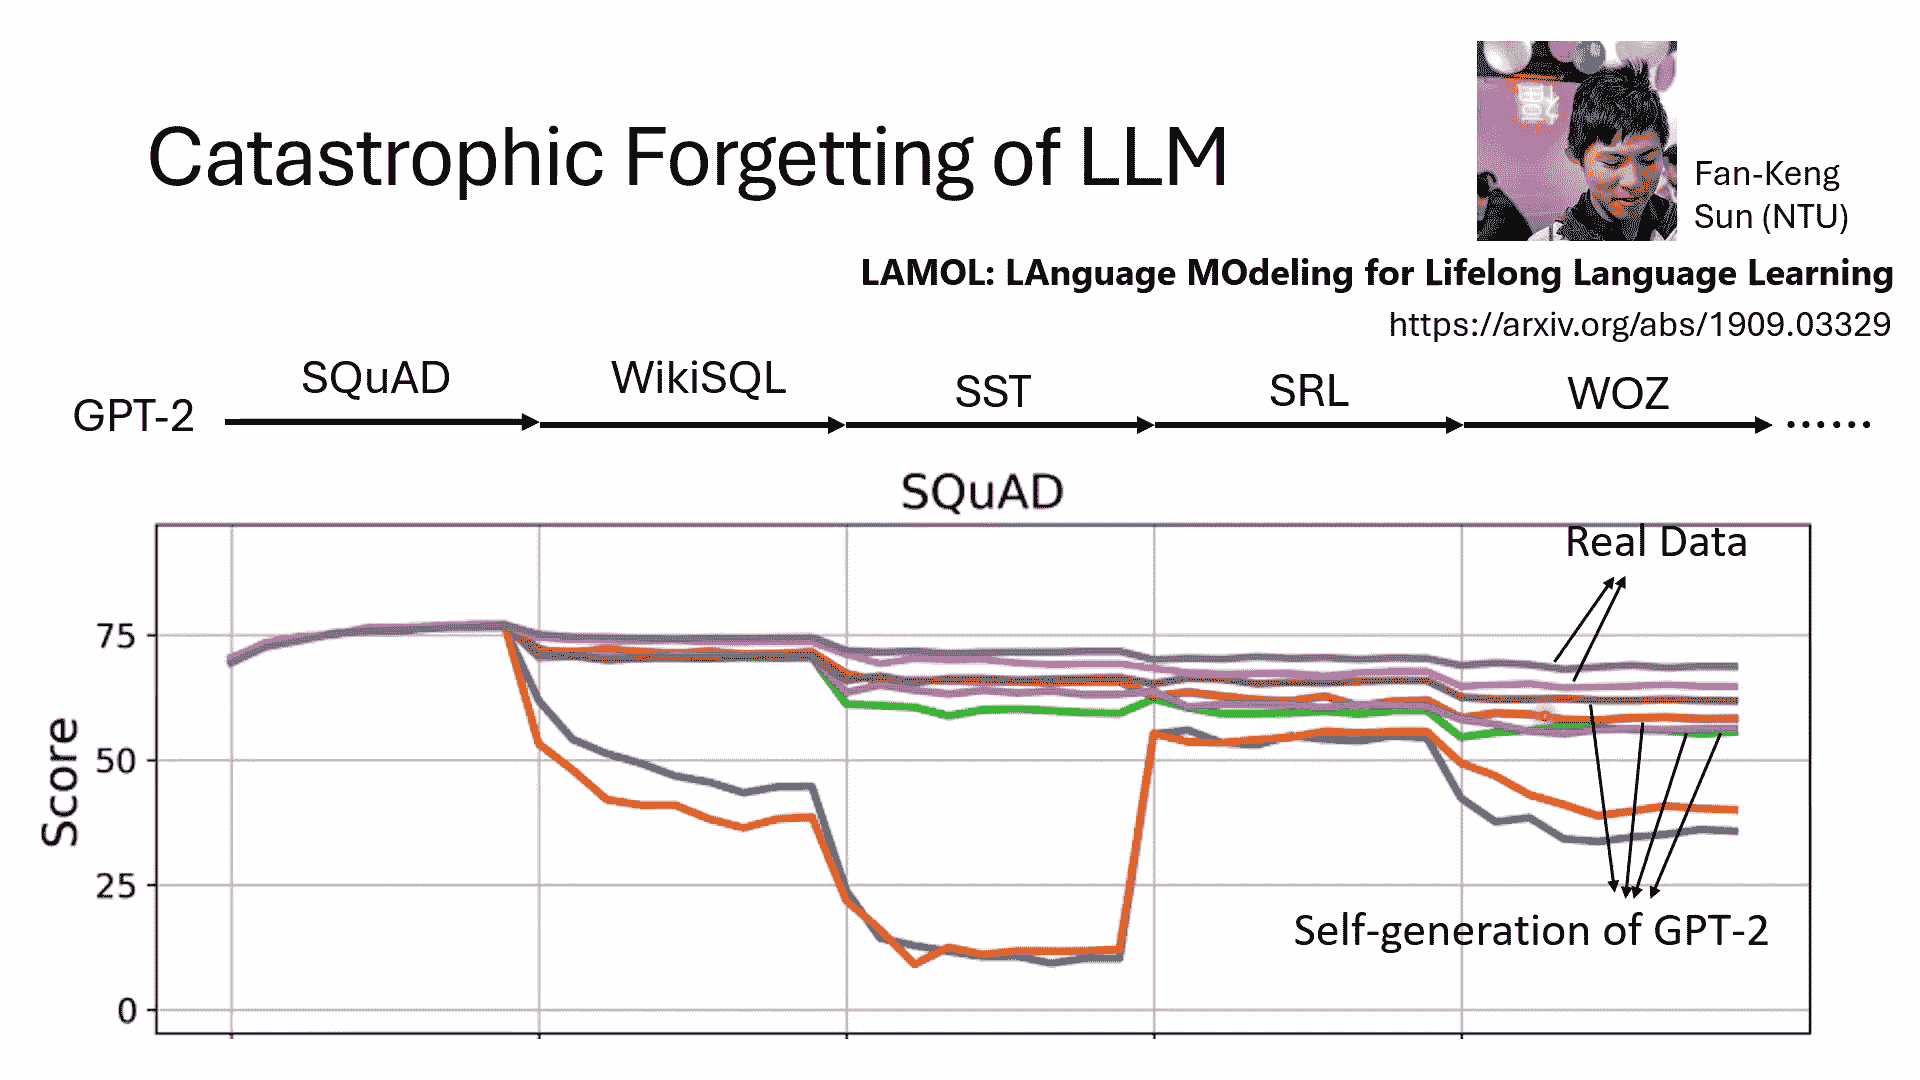 Catastrophic Forgetting of LLM
Fan-Keng
Sun (NTU)
LAMOL: LAnguage MOdeling for Lifelong Language Learning
https://arxiv.org/abs/1909.03329
GPT-2
SQuAD
WikiSQL
SST
SRL
WOZ
......
SQuAD
Real Data
Score
75
50
25
0
Self-generation of GPT-2